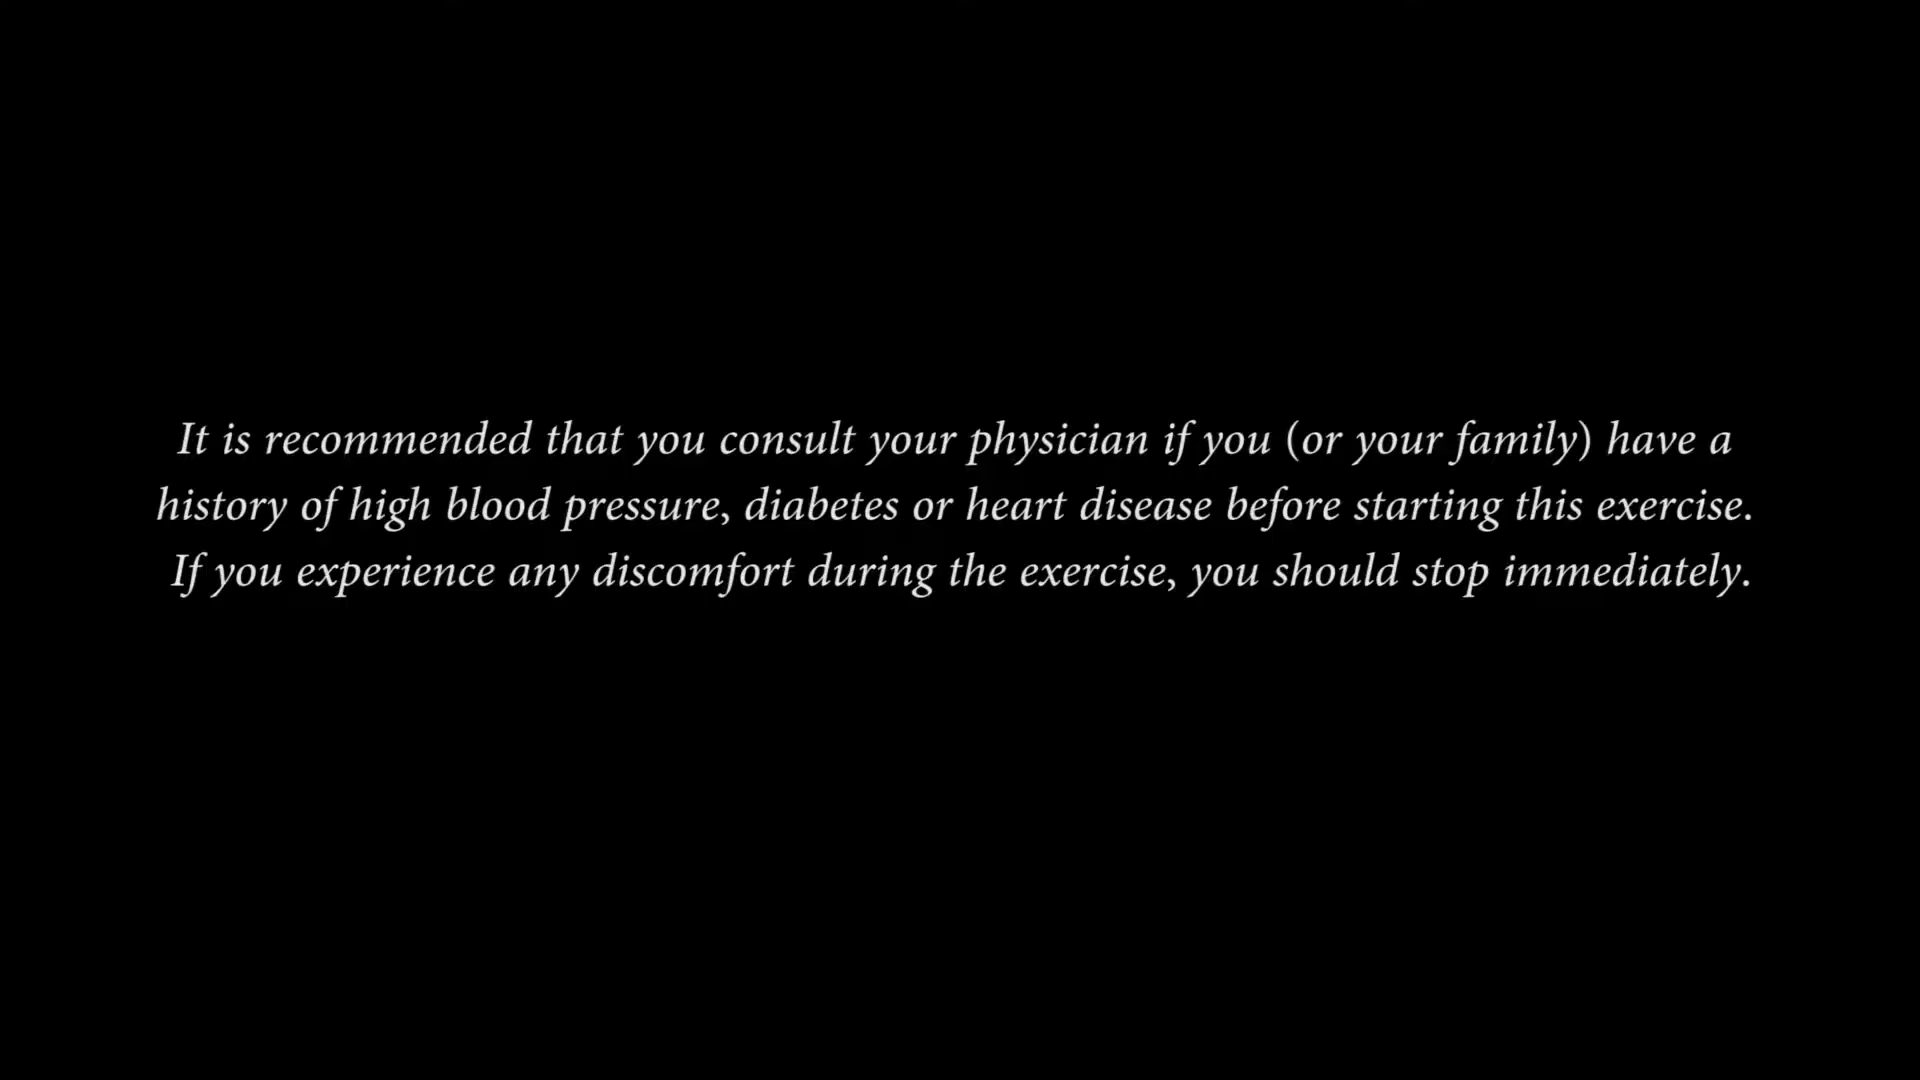 It is recommended that you consult your physician if you (or your family) have a
history of high blood pressure, diabetes or heart disease before starting this exercise.
If you experience any discomfort during the exercise, you should stop immediately.